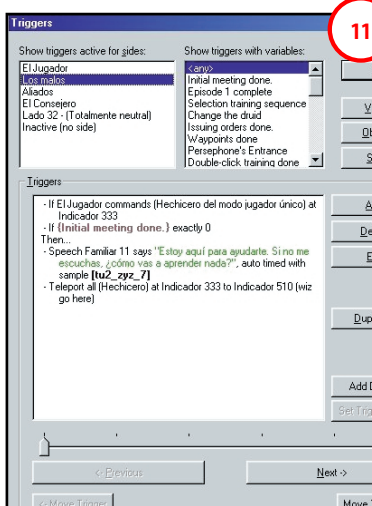 Triggers
11
Show triggers active for sides:
El Jugador
Los malos
Aliados
El Consejero
Lado 32 - (Totalmente neutral)
Inactive (no side)
Show triggers with variables:
<any>
Initial meeting done.
Episode 1 complete
Selection training sequence
Change the druid
Issuing orders done.
Waypoints done
Persephone's Entrance
Double-click training done
Triggers
- If El Jugador commands (Hechicero del modo jugador único) at
Indicador 333
- If {Initial meeting done.} exactly 0
Then...
- Speech Familiar 11 says "Estoy aquí para ayudarte. Si no me
escuchas, ¿cómo vas a aprender nada?", auto timed with
sample [tu2_zyz_7]
- Teleport all (Hechicero) at Indicador 333 to Indicador 510 (wiz
go here)
V
Ob
S
A
De
E
Dup
Add D
Set Trig
<- Previous
Next ->
<- Move Trigger
Move